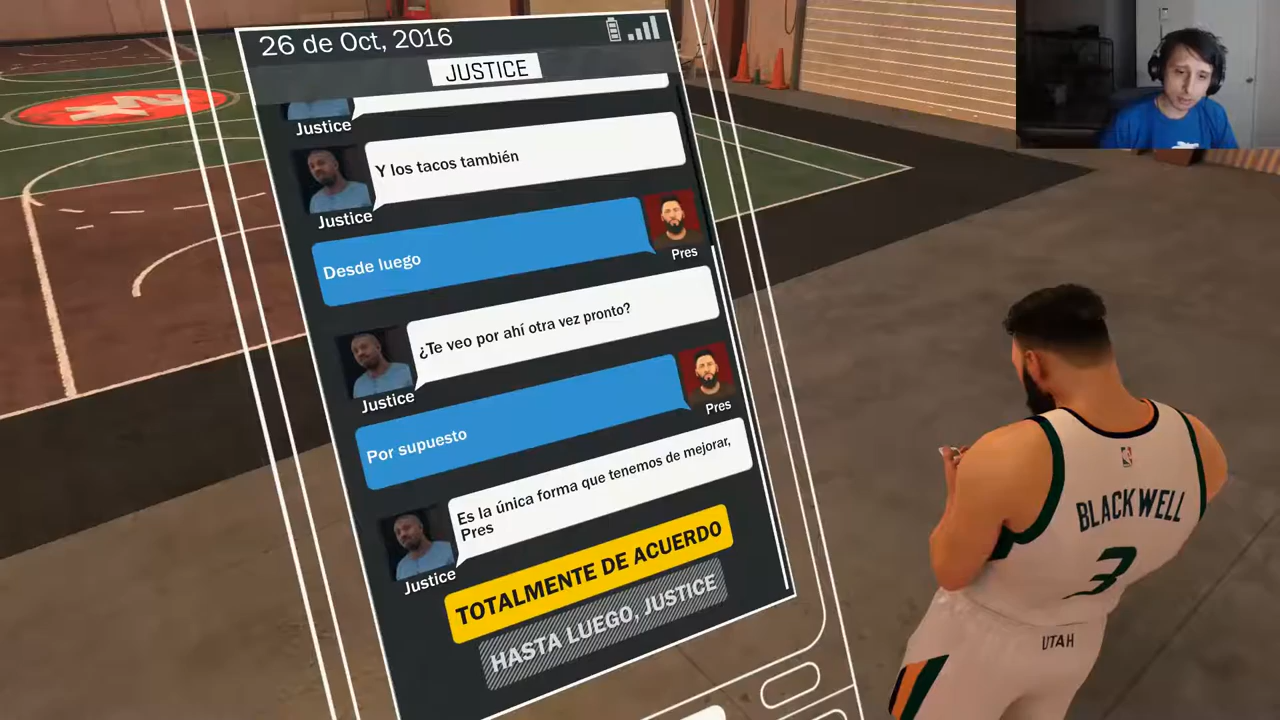 26 de Oct, 2016
JUSTICE
Justice
Y los tacos también
Justice
Desde luego
Pres
¿Te veo por ahí otra vez pronto?
Justice
Por supuesto
Pres
Es la única forma que tenemos de mejorar,
Pres
Justice
TOTALMENTE DE ACUERDO
HASTA LUEGO, JUSTICE
2K
BLACKWELL
3
UTAH